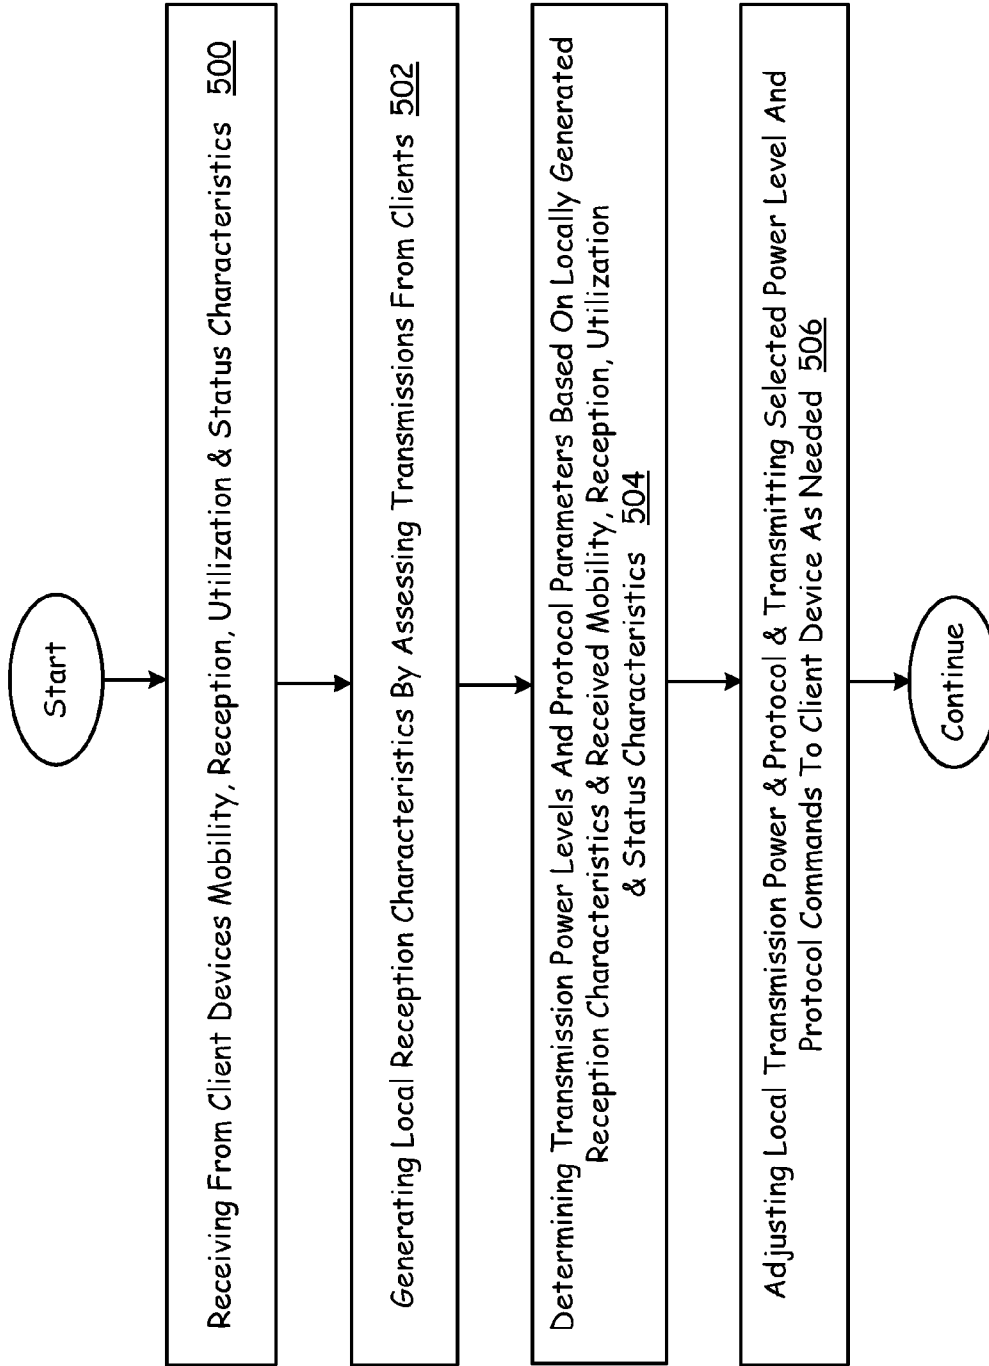 Start
Receiving From Client Devices Mobility, Reception, Utilization & Status Characteristics 500
Generating Local Reception Characteristics By Assessing Transmissions From Clients 502
Determining Transmission Power Levels And Protocol Parameters Based On Locally Generated
Reception Characteristics & Received Mobility, Reception, Utilization
& Status Characteristics 504
Adjusting Local Transmission Power & Protocol & Transmitting Selected Power Level And
Protocol Commands To Client Device As Needed 506
Continue